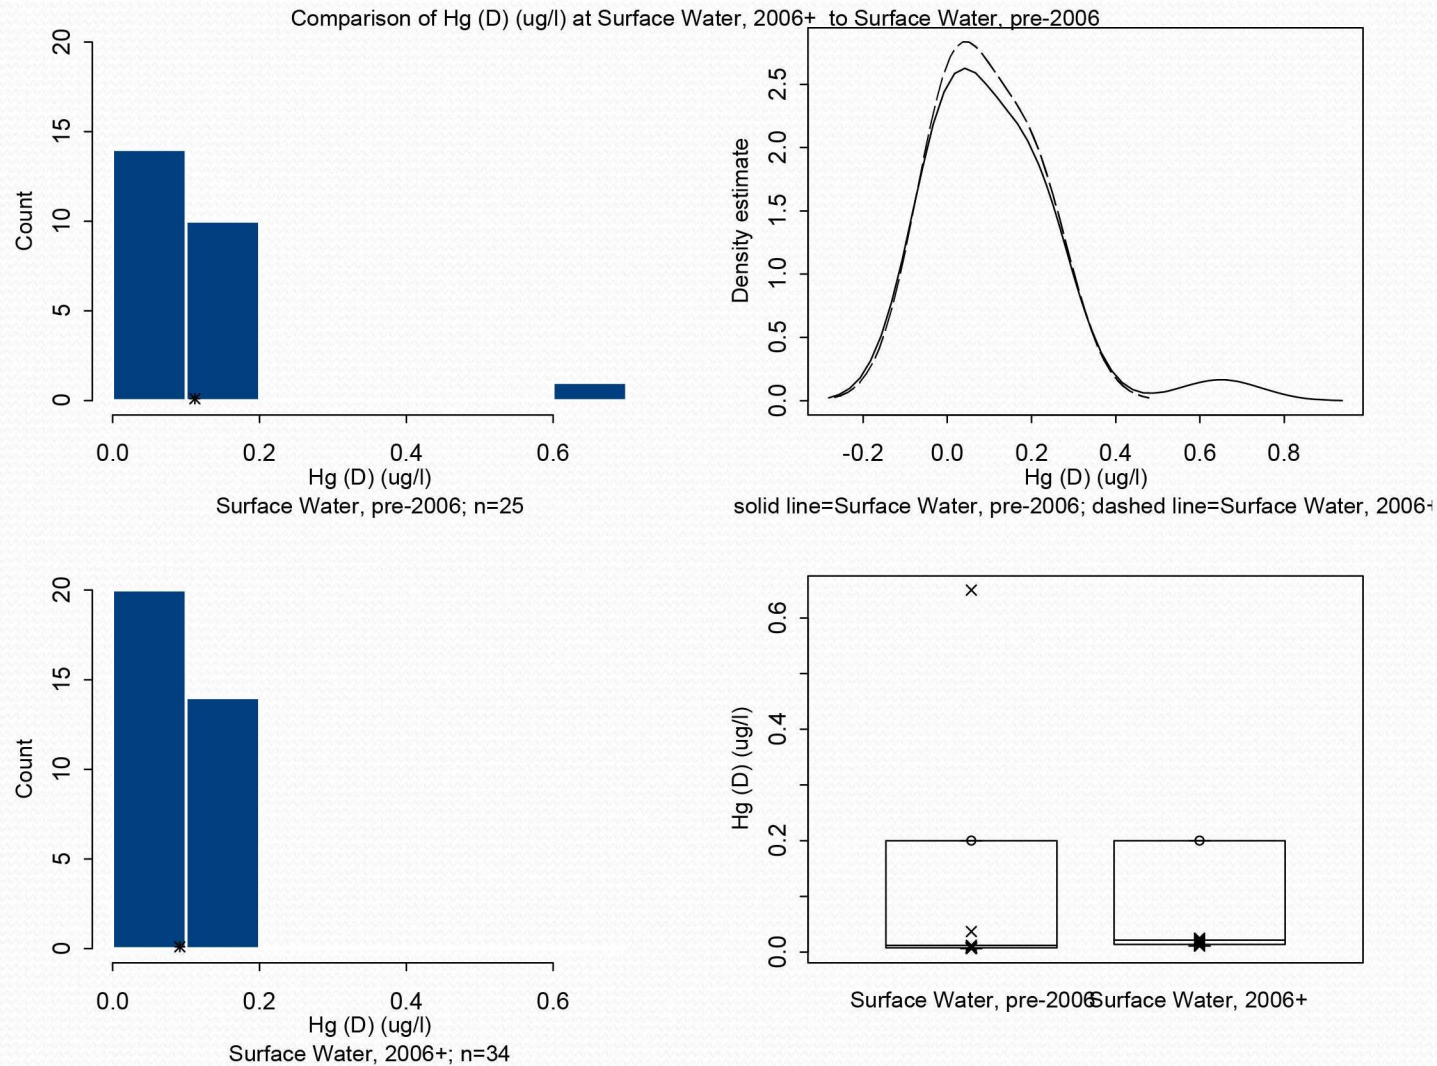 Comparison of Hg (D) (ug/l) at Surface Water, 2006+ to Surface Water, pre-2006
20
15
10
5
0
Count
0.0 0.2 0.4 0.6
Hg (D) (ug/l)
Surface Water, pre-2006; n=25
2.5
2.0
1.5
1.0
0.5
0.0
Density estimate
-0.2 0.0 0.2 0.4 0.6 0.8
Hg (D) (ug/l)
solid line=Surface Water, pre-2006; dashed line=Surface Water, 2006+
20
15
10
5
0
Count
0.0 0.2 0.4 0.6
Hg (D) (ug/l)
Surface Water, 2006+; n=34
0.6
0.4
0.2
0.0
Hg (D) (ug/l)
Surface Water, pre-2006 Surface Water, 2006+